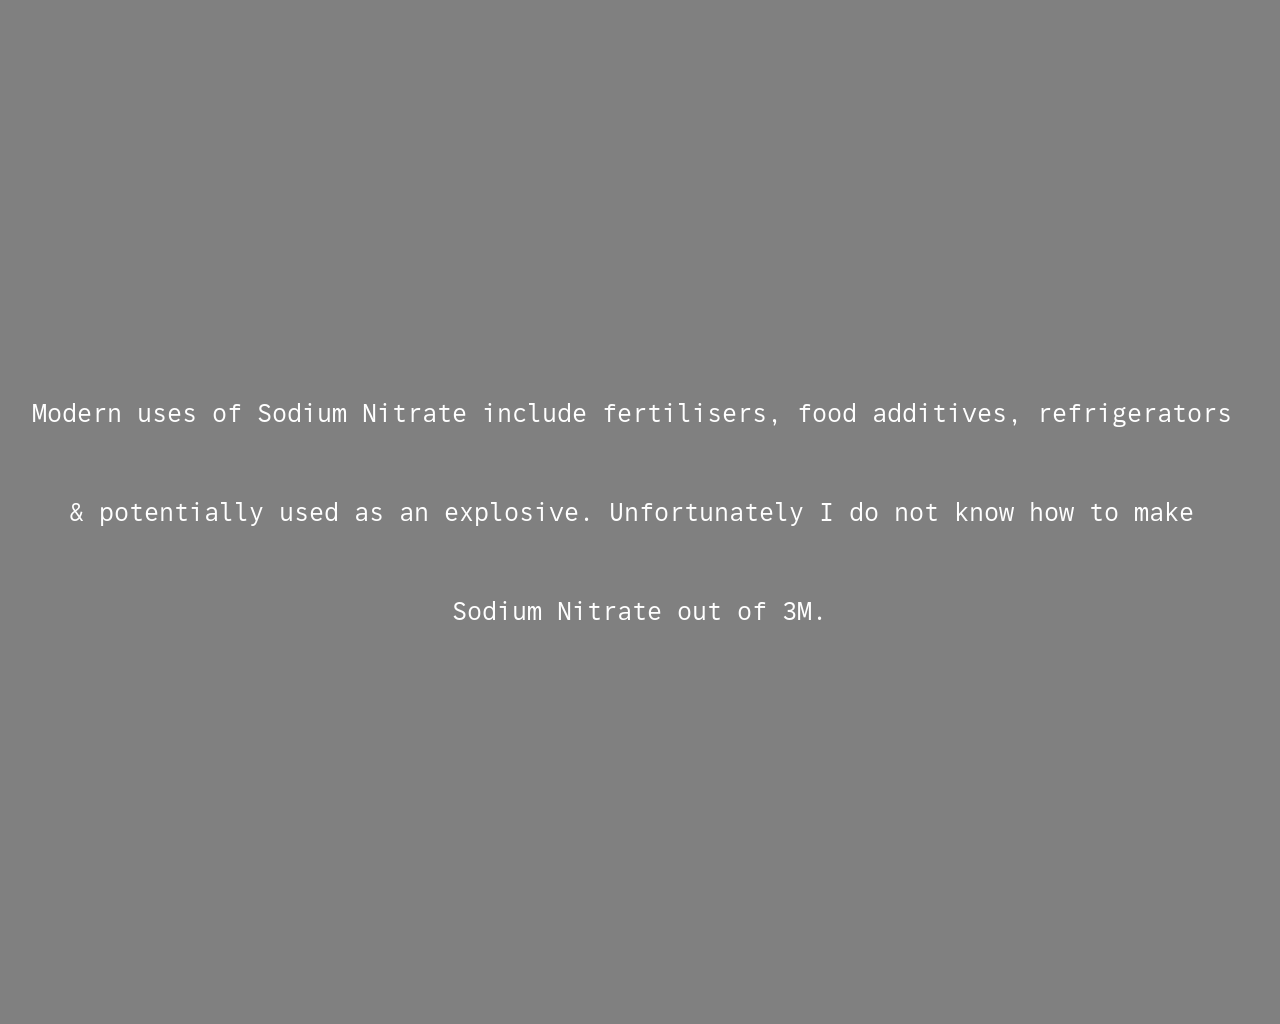 Modern uses of Sodium Nitrate include fertilisers, food additives, refrigerators
& potentially used as an explosive. Unfortunately I do not know how to make
Sodium Nitrate out of 3M.